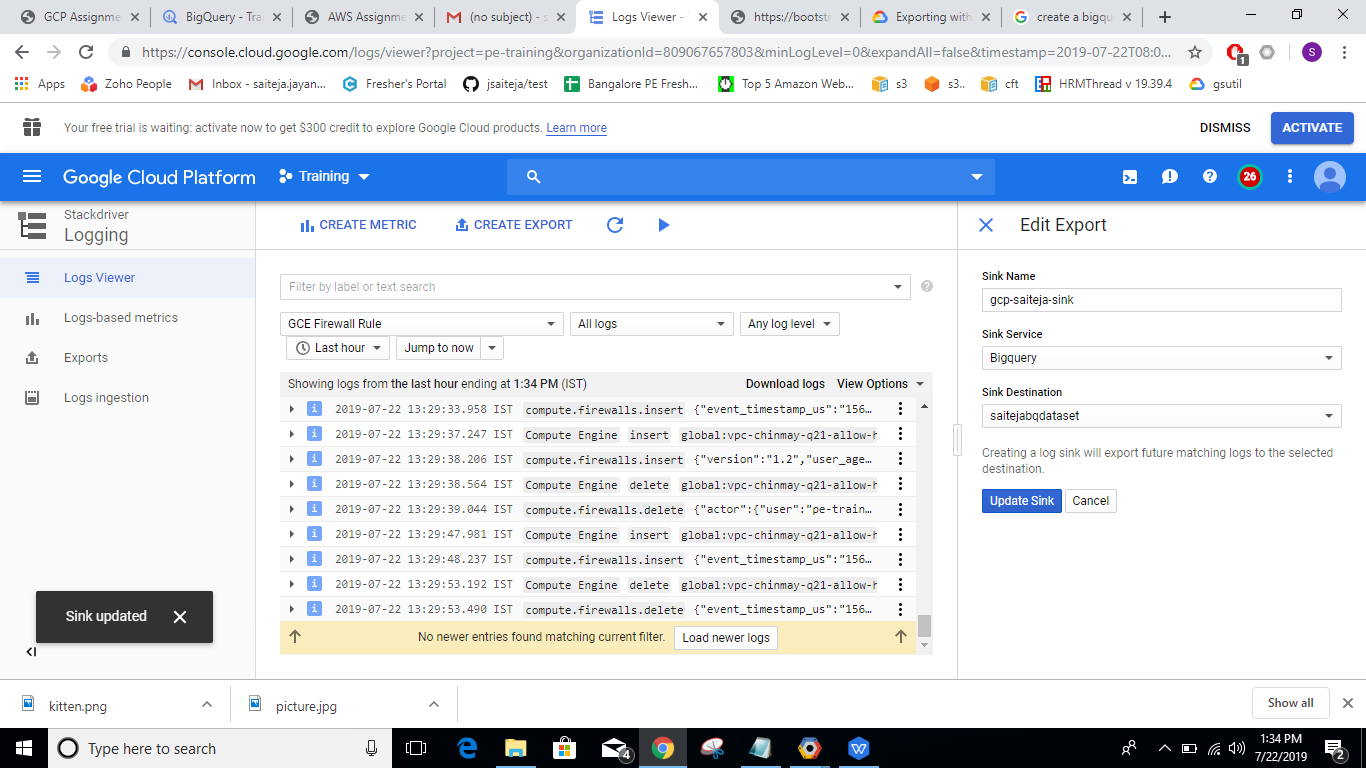 GCP Assignme
BigQuery - Tra
AWS Assignme
(no subject) - s
Logs Viewer - T
https://bootstr
Exporting with
create a bigqu
https://console.cloud.google.com/logs/viewer?project=pe-training&organizationId=809067657803&minLogLevel=0&expandAll=false&timestamp=2019-07-22T08:0...
1
S
Apps
Zoho People
Inbox - saiteja.jayan...
Fresher's Portal
jsaiteja/test
Bangalore PE Fresh...
Top 5 Amazon Web...
s3
s3..
cft
HRMThread v 19.39.4
gsutil
Your free trial is waiting: activate now to get $300 credit to explore Google Cloud products. Learn more
DISMISS
ACTIVATE
Google Cloud Platform
Training
26
Stackdriver
Logging
Logs Viewer
Logs-based metrics
Exports
Logs ingestion
CREATE METRIC
CREATE EXPORT
Filter by label or text search
GCE Firewall Rule
All logs
Any log level
Last hour
Jump to now
Showing logs from the last hour ending at 1:34 PM (IST)
Download logs
View Options
i 2019-07-22 13:29:33.958 IST compute.firewalls.insert {"event_timestamp_us":"156…
i 2019-07-22 13:29:37.247 IST Compute Engine insert global:vpc-chinmay-q21-allow-h
i 2019-07-22 13:29:38.206 IST compute.firewalls.insert {"version":"1.2","user_age…
i 2019-07-22 13:29:38.564 IST Compute Engine delete global:vpc-chinmay-q21-allow-h
i 2019-07-22 13:29:39.044 IST compute.firewalls.delete {"actor":{"user":"pe-train…
i 2019-07-22 13:29:47.981 IST Compute Engine insert global:vpc-chinmay-q21-allow-h
i 2019-07-22 13:29:48.237 IST compute.firewalls.insert {"event_timestamp_us":"156…
i 2019-07-22 13:29:53.192 IST Compute Engine delete global:vpc-chinmay-q21-allow-h
i 2019-07-22 13:29:53.490 IST compute.firewalls.delete {"event_timestamp_us":"156…
No newer entries found matching current filter.
Load newer logs
Edit Export
Sink Name
gcp-saiteja-sink
Sink Service
Bigquery
Sink Destination
saitejabqdataset
Creating a log sink will export future matching logs to the selected
destination.
Update Sink
Cancel
Sink updated
kitten.png
picture.jpg
Show all
Type here to search
4
1:34 PM
7/22/2019
2